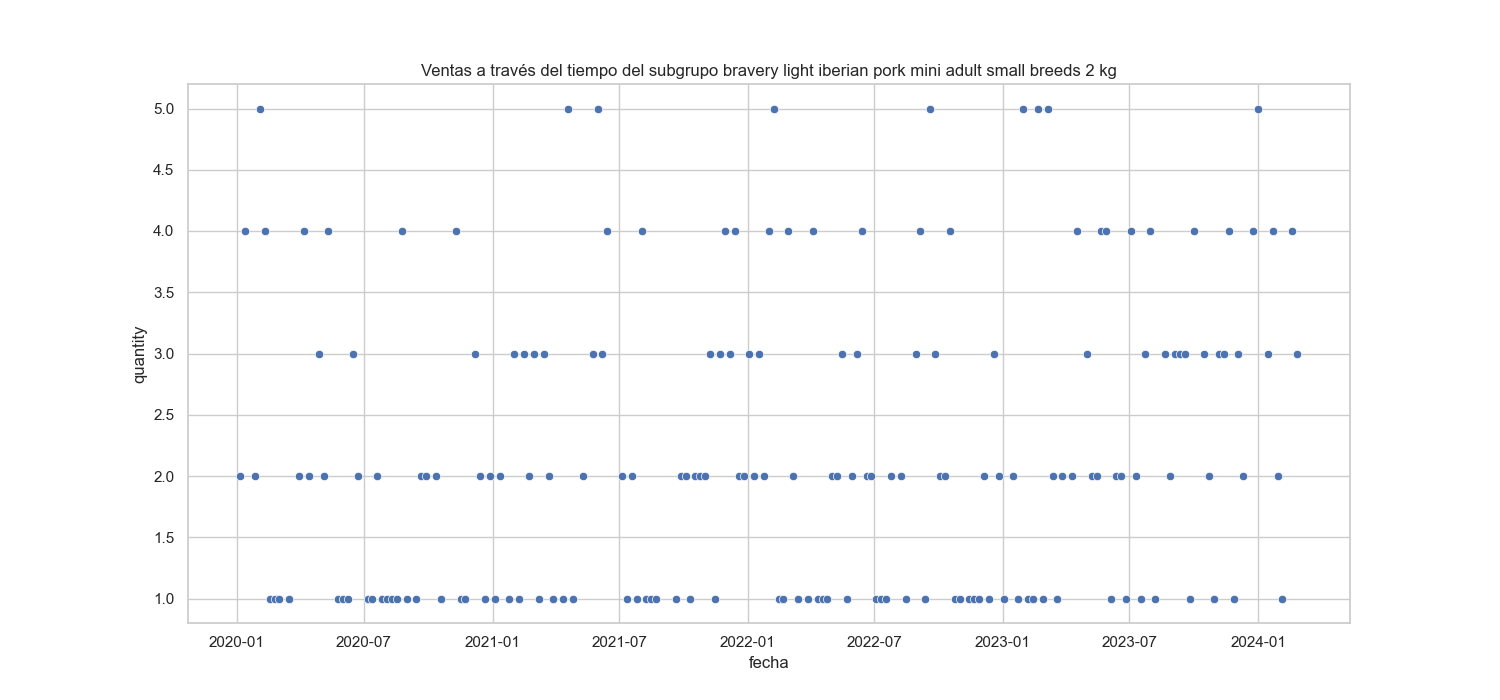 Ventas a través del tiempo del subgrupo bravery light iberian pork mini adult small breeds 2 kg
5.0
4.5
4.0
3.5
3.0
2.5
2.0
1.5
1.0
quantity
2020-01 2020-07 2021-01 2021-07 2022-01 2022-07 2023-01 2023-07 2024-01
fecha